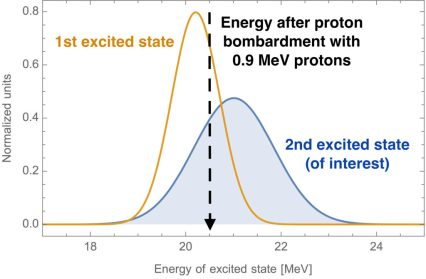 0.8
0.6
0.4
0.2
0.0
Normalized units
1st excited state
Energy after proton
bombardment with
0.9 MeV protons
2nd excited state
(of interest)
18 20 22 24
Energy of excited state [MeV]